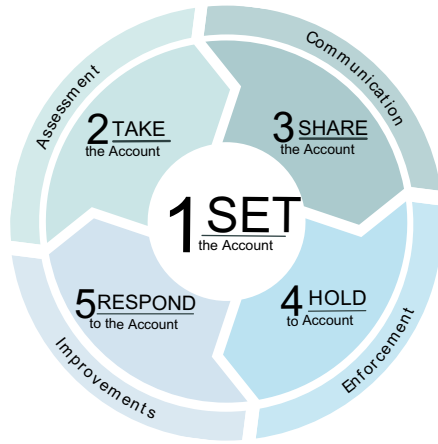 Assessment
Communication
2 TAKE
the Account
3 SHARE
the Account
1 SET
the Account
5 RESPOND
to the Account
4 HOLD
to Account
Improvements
Enforcement